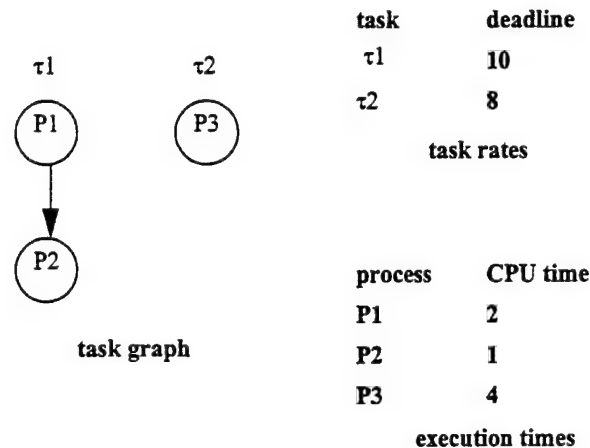 τ1 τ2
P1 P3
P2
task graph
task deadline
τ1 10
τ2 8
task rates
process CPU time
P1 2
P2 1
P3 4
execution times